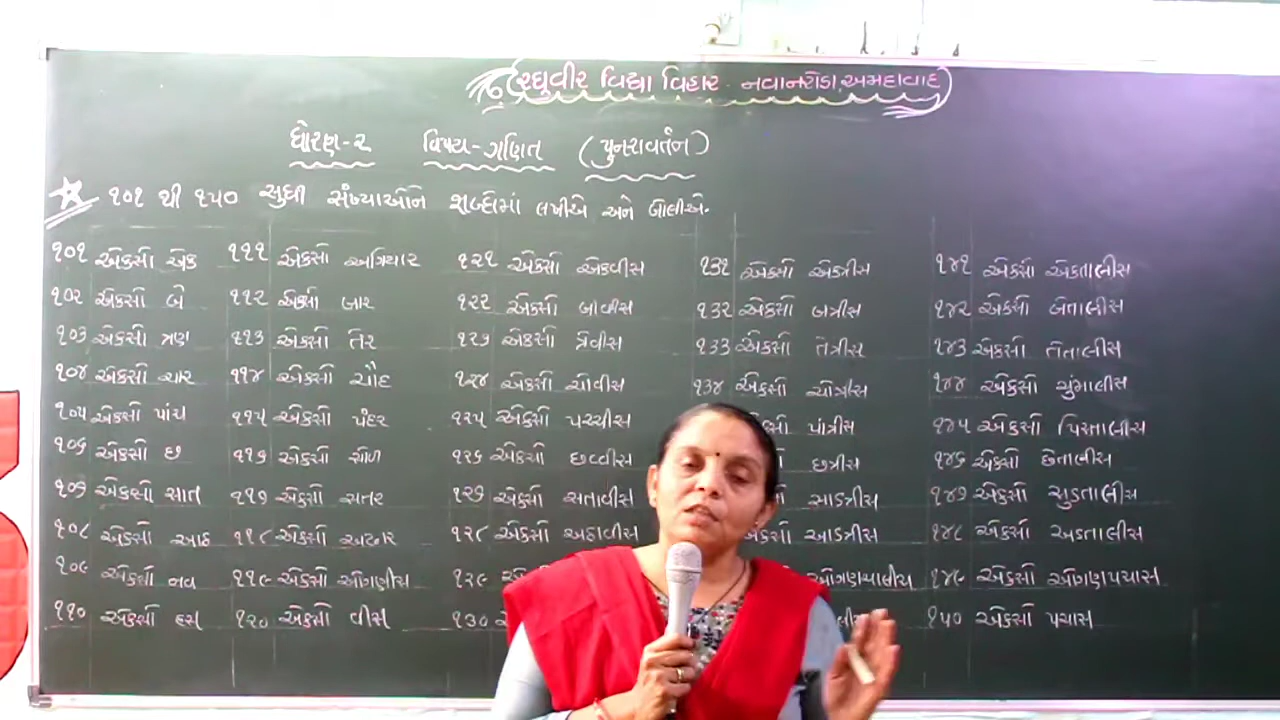 રઘુવીર વિદ્યા વિહાર - નવાનરોડા, અમદાવાદ
ધોરણ-૨ વિષય-ગણિત (પુનરાવર્તન)
૧૦૧ થી ૧૫૦ સુધી સંખ્યાઓને શબ્દોમાં લખીએ અને બોલીએ.
૧૦૧ એકસો એક ૧૧૧ એકસો અગિયાર ૧૨૧ એકસો એકવીસ ૧૩૧ એકસો એકત્રીસ ૧૪૧ એકસો એકતાલીસ
૧૦૨ એકસો બે ૧૧૨ એકસો બાર ૧૨૨ એકસો બાવીસ ૧૩૨ એકસો બત્રીસ ૧૪૨ એકસો બેતાલીસ
૧૦૩ એકસો ત્રણ ૧૧૩ એકસો તેર ૧૨૩ એકસો ત્રેવીસ ૧૩૩ એકસો તેત્રીસ ૧૪૩ એકસો તેતાલીસ
૧૦૪ એકસો ચાર ૧૧૪ એકસો ચૌદ ૧૨૪ એકસો ચોવીસ ૧૩૪ એકસો ચોત્રીસ ૧૪૪ એકસો ચુંમાલીસ
૧૦૫ એકસો પાંચ ૧૧૫ એકસો પંદર ૧૨૫ એકસો પચ્ચીસ પાંત્રીસ ૧૪૫ એકસો પિસ્તાલીસ
૧૦૬ એકસો છ ૧૧૬ એકસો સોળ ૧૨૬ એકસો છવ્વીસ છત્રીસ ૧૪૬ એકસો છેતાલીસ
૧૦૭ એકસો સાત ૧૧૭ એકસો સત્તર ૧૨૭ એકસો સતાવીસ સાડત્રીસ ૧૪૭ એકસો સુડતાલીસ
૧૦૮ એકસો આઠ ૧૧૮ એકસો અઢાર ૧૨૮ એકસો અઠાવીસ એકસો આડત્રીસ ૧૪૮ એકસો અડતાલીસ
૧૦૯ એકસો નવ ૧૧૯ એકસો ઓગણીસ ૧૨૯ ઓગણચાલીસ ૧૪૯ એકસો ઓગણપચાસ
૧૧૦ એકસો દસ ૧૨૦ એકસો વીસ ૧૩૦ ૧૫૦ એકસો પચાસ